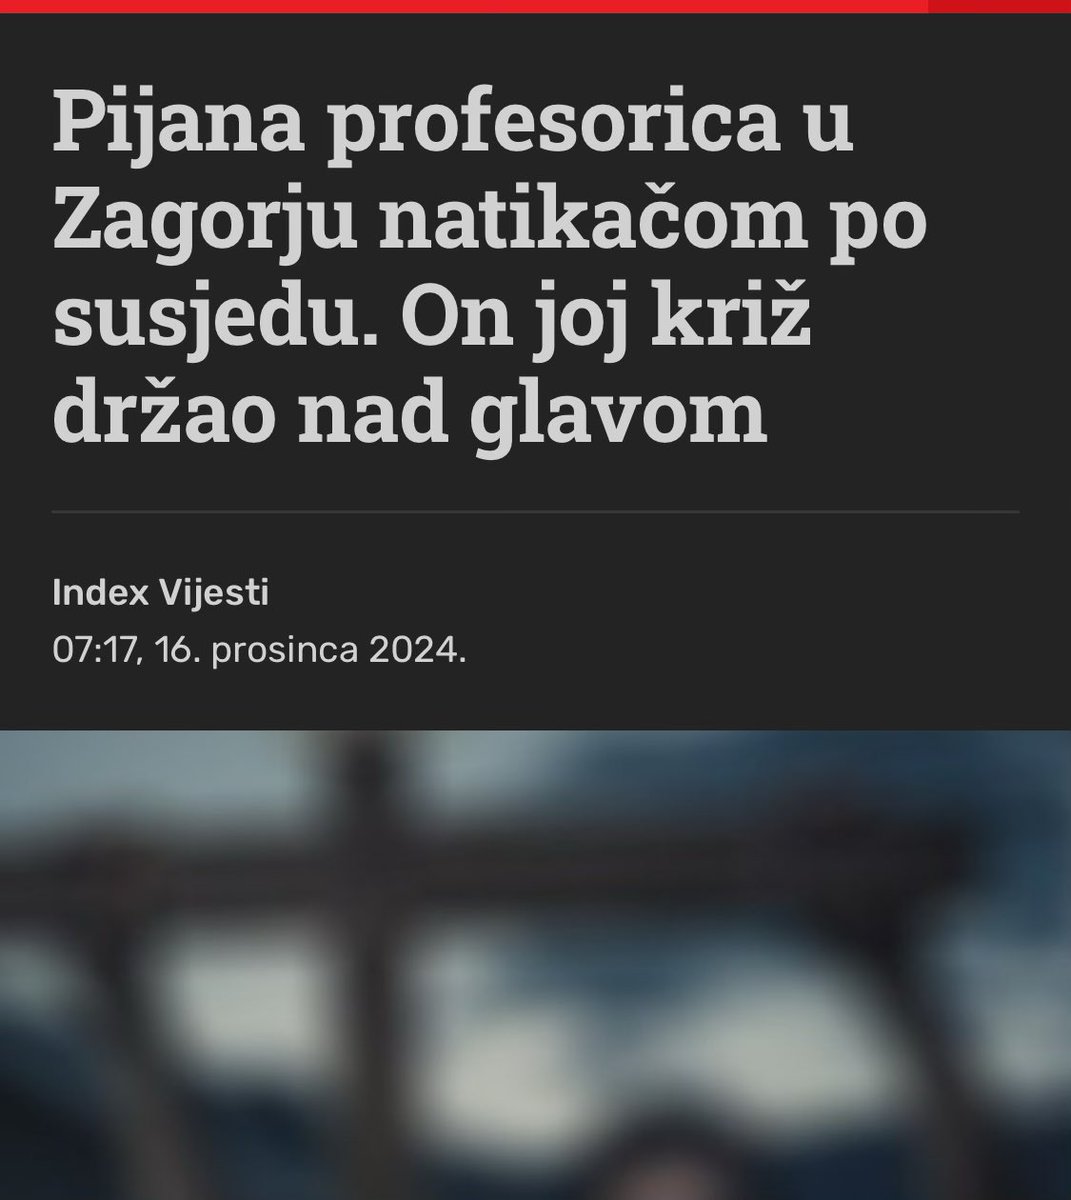 Pijana profesorica u
Zagorju natikačom po
susjedu. On joj križ
držao nad glavom
Index Vijesti
07:17, 16. prosinca 2024.